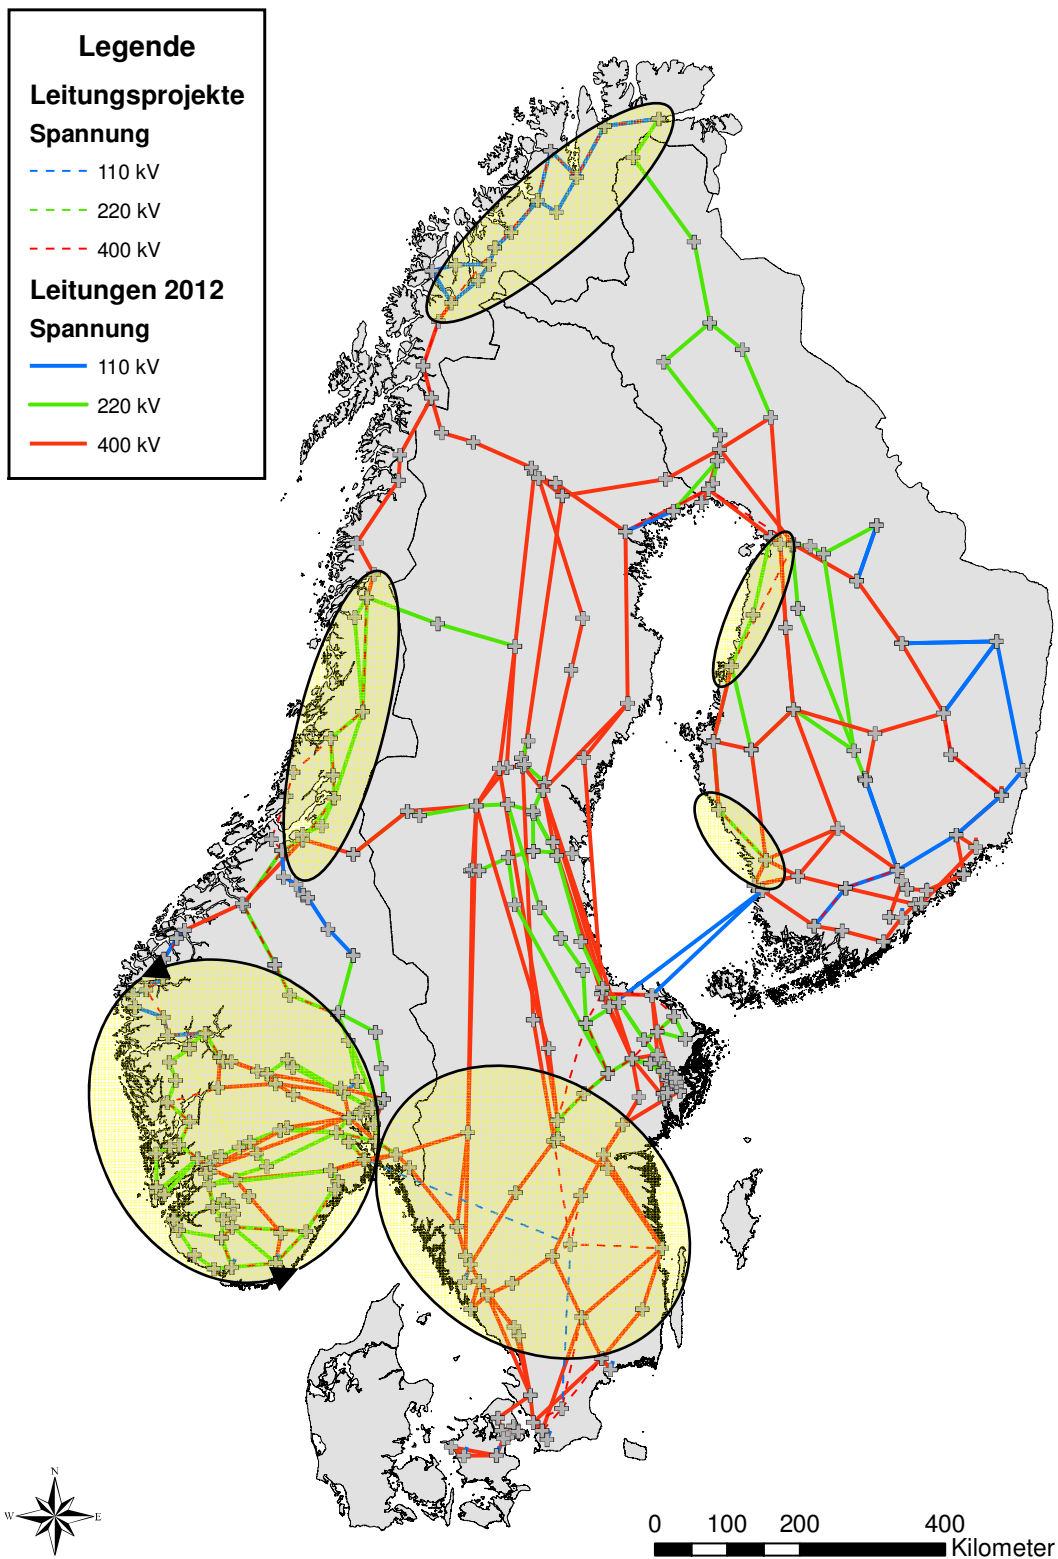 Legende
Leitungsprojekte
Spannung
110 kV
220 kV
400 kV
Leitungen 2012
Spannung
110 kV
220 kV
400 kV
N
W E
S
0 100 200 400
Kilometer